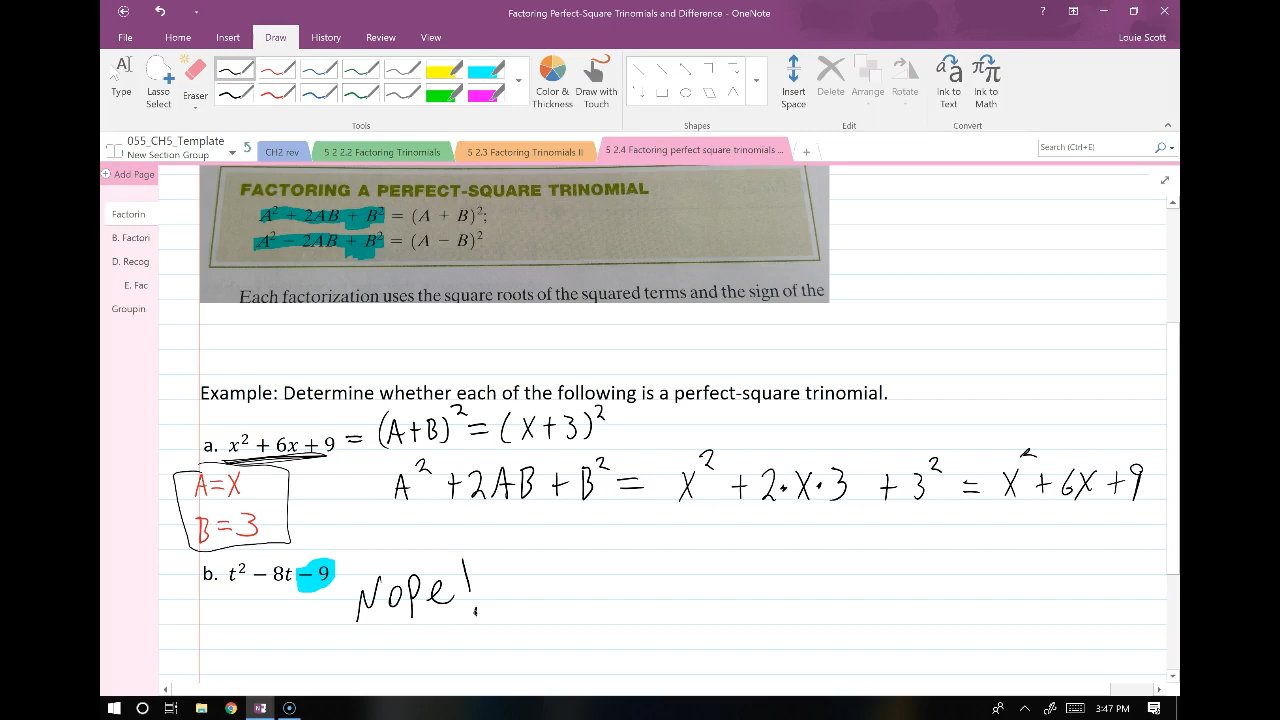 Factoring Perfect-Square Trinomials and Difference - OneNote
?
File Home Insert Draw History Review View
Louie Scott
Type
Lasso Select
Eraser
Color & Thickness
Draw with Touch
Insert Space
Delete
Arrange
Rotate
Ink to Text
Ink to Math
Tools
Shapes
Edit
Convert
055_CH5_Template
New Section Group
CH2 rev
5 2.2.2 Factoring Trinomials
5 2.3 Factoring Trinomials II
5 2.4 Factoring perfect square trinomials ...
Search (Ctrl+E)
Add Page
Factorin
B. Factori
D. Recog
E. Fac
Groupin
FACTORING A PERFECT-SQUARE TRINOMIAL
A² + 2AB + B² = (A + B)²;
A² − 2AB + B² = (A − B)²
Each factorization uses the square roots of the squared terms and the sign of the
Example: Determine whether each of the following is a perfect-square trinomial.
a. x² + 6x + 9 = (A+B)² = (X+3)²
A² +2AB + B² = X² + 2·X·3 + 3² = X² + 6X + 9
A = X
B = 3
b. t² − 8t − 9 Nope!
3:47 PM